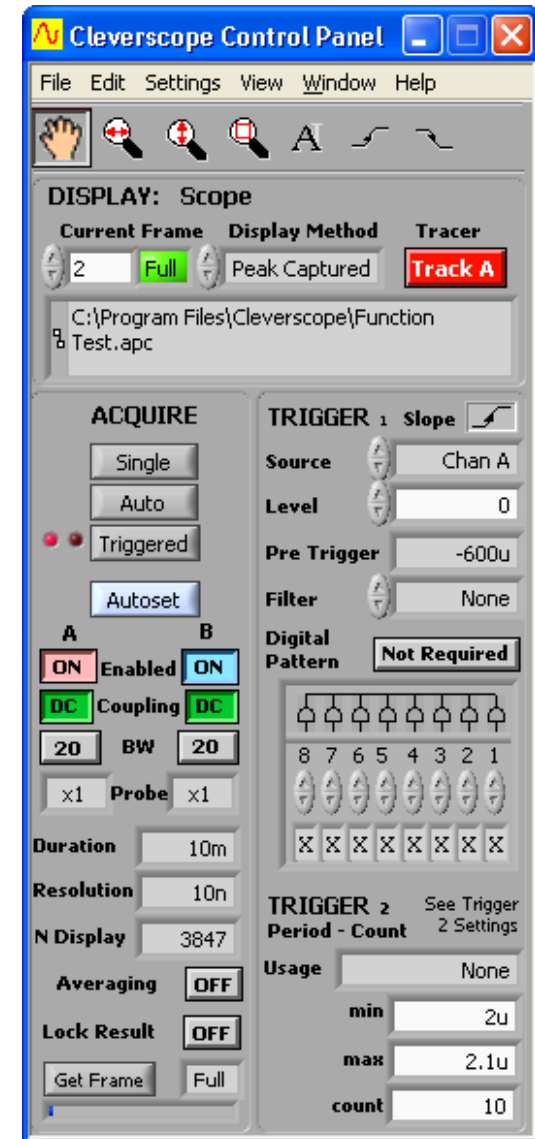 Cleverscope Control Panel
File Edit Settings View Window Help
A
DISPLAY: Scope
Current Frame Display Method Tracer
2 Full Peak Captured Track A
C:\Program Files\Cleverscope\Function
Test.apc
ACQUIRE
Single
Auto
Triggered
Autoset
A B
ON Enabled ON
DC Coupling DC
20 BW 20
x1 Probe x1
Duration 10m
Resolution 10n
N Display 3847
Averaging OFF
Lock Result OFF
Get Frame Full
TRIGGER 1 Slope
Source Chan A
Level 0
Pre Trigger -600u
Filter None
Digital
Pattern Not Required
8 7 6 5 4 3 2 1
X X X X X X X X
TRIGGER 2 See Trigger
Period - Count 2 Settings
Usage None
min 2u
max 2.1u
count 10